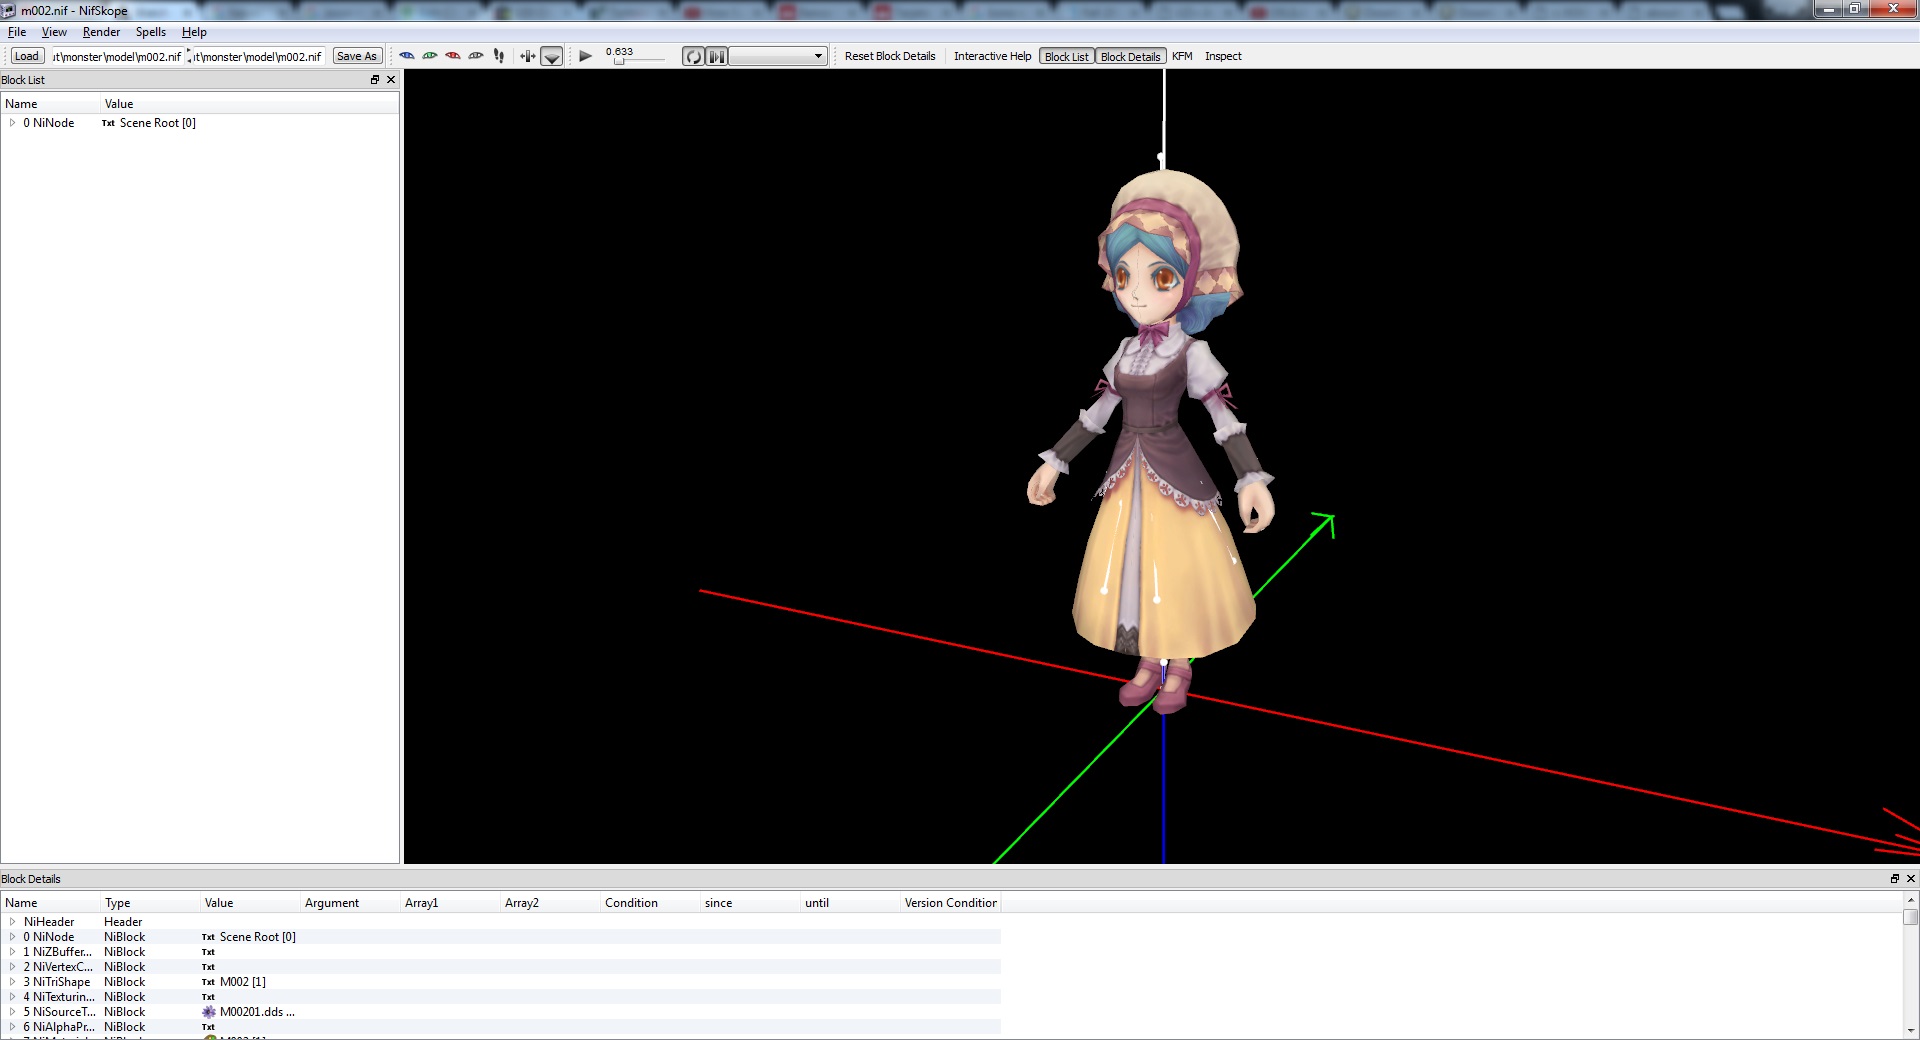 m002.nif - NifSkope
File View Render Spells Help
Load ıt\monster\model\m002.nif ıt\monster\model\m002.nif Save As 0.633 Reset Block Details Interactive Help Block List Block Details KFM Inspect
Block List
Name Value
0 NiNode Txt Scene Root [0]
Block Details
Name Type Value Argument Array1 Array2 Condition since until Version Condition
NiHeader Header
0 NiNode NiBlock Txt Scene Root [0]
1 NiZBuffer... NiBlock Txt
2 NiVertexC... NiBlock Txt
3 NiTriShape NiBlock Txt M002 [1]
4 NiTexturin... NiBlock Txt
5 NiSourceT... NiBlock M00201.dds ...
6 NiAlphaPr... NiBlock Txt